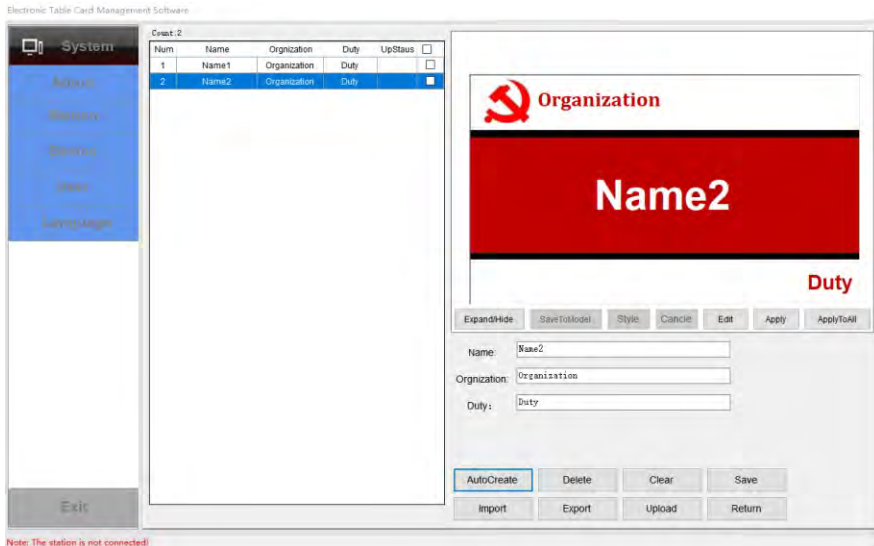 Electronic Table Card Management Software
System
Language
Exit
Count:2
Num Name Orgnization Duty UpStaus
1 Name1 Organization Duty
2 Name2 Organization Duty
Organization
Name2
Duty
Expand/Hide SaveToModel Style Cancle Edit Apply ApplyToAll
Name: Name2
Orgnization: Organization
Duty: Duty
AutoCreate Delete Clear Save
Import Export Upload Return
Note: The station is not connected!